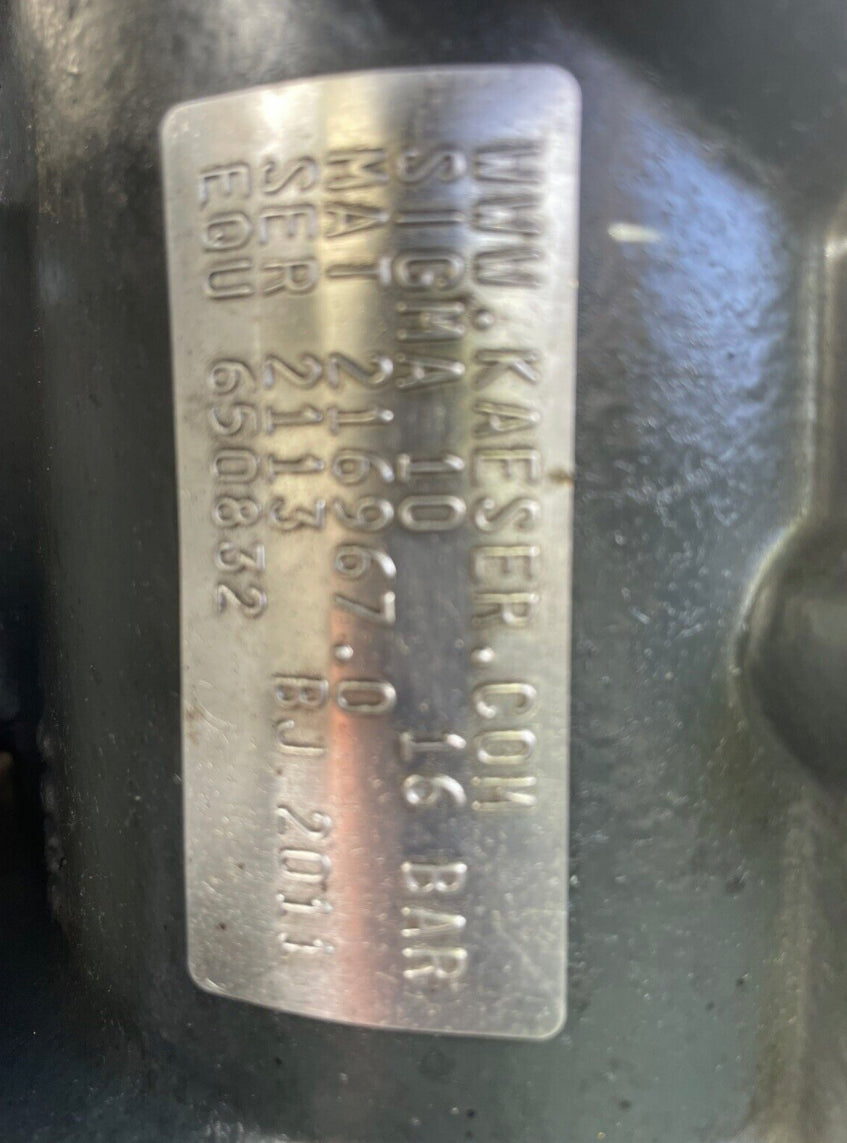 WWW.KAESER.COM
SIGMA 10 16 BAR
MAT 216967.0
SER 2113 BJ 2011
EQU 650832